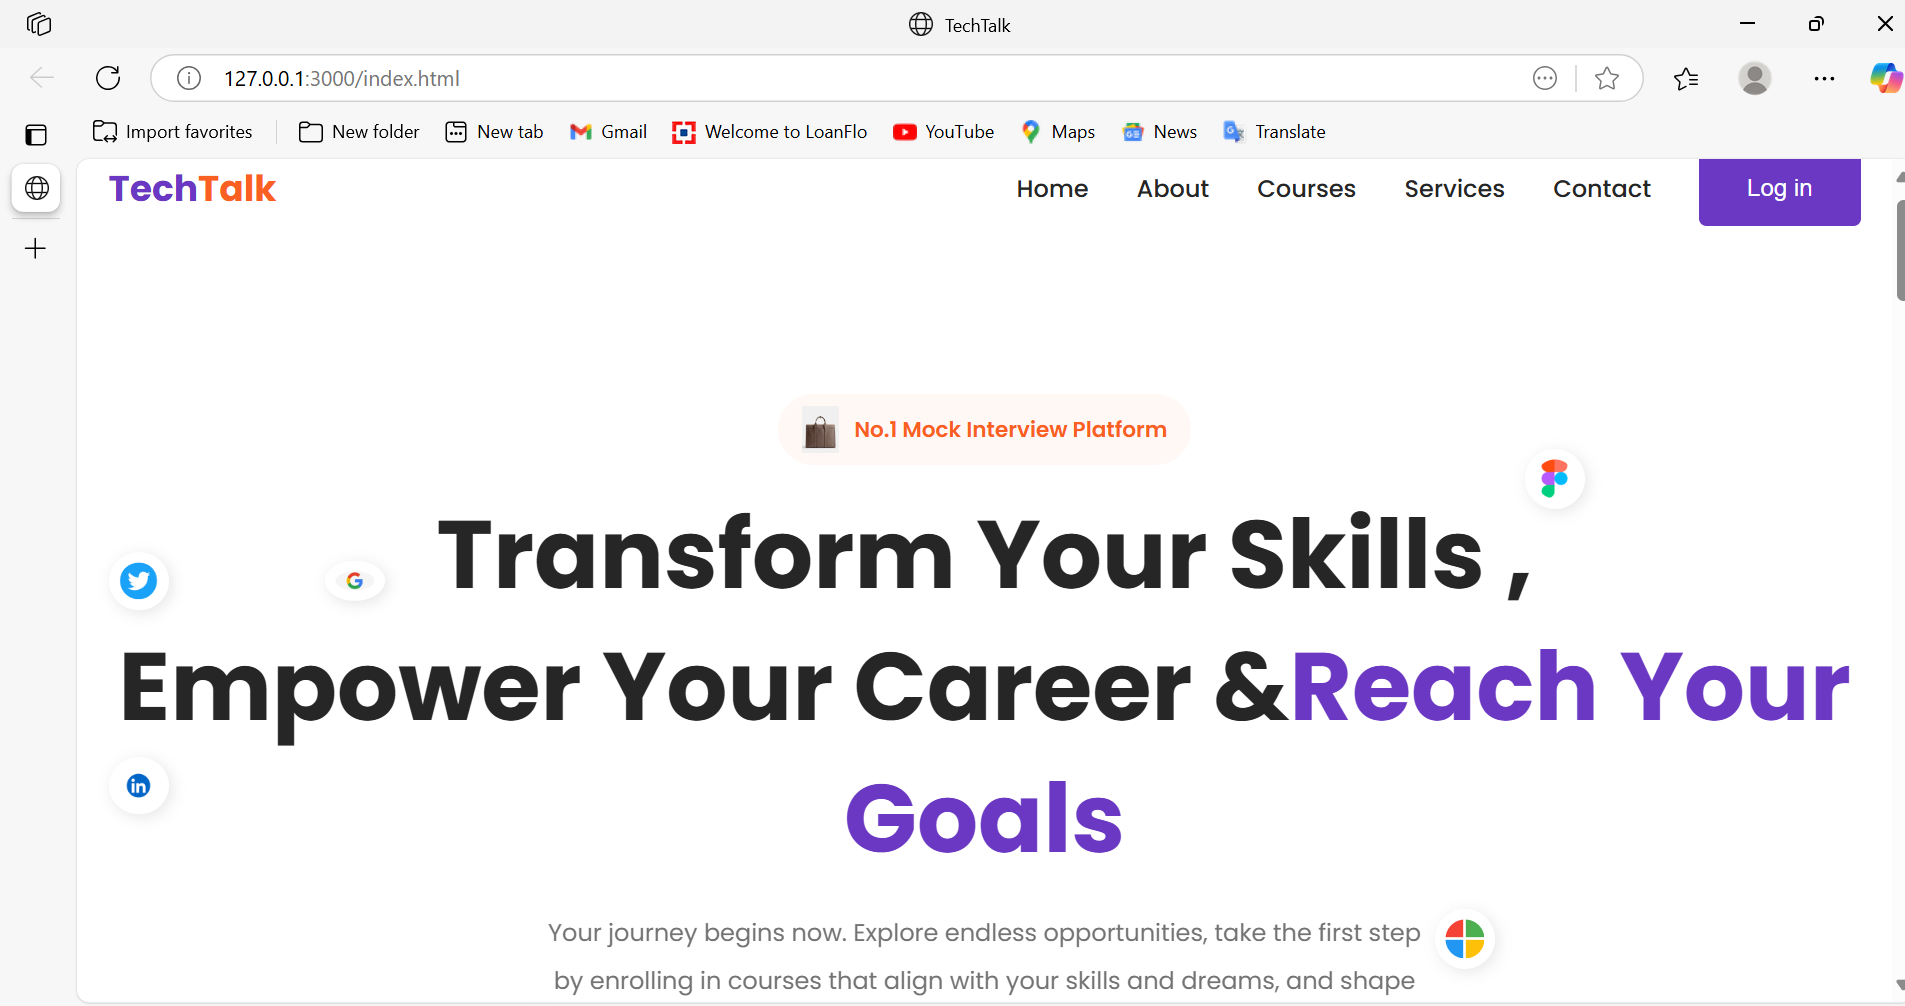 TechTalk
127.0.0.1:3000/index.html
Import favorites New folder New tab Gmail Welcome to LoanFlo YouTube Maps News Translate
TechTalk Home About Courses Services Contact Log in
No.1 Mock Interview Platform
Transform Your Skills ,
Empower Your Career &Reach Your
Goals
Your journey begins now. Explore endless opportunities, take the first step
by enrolling in courses that align with your skills and dreams, and shape